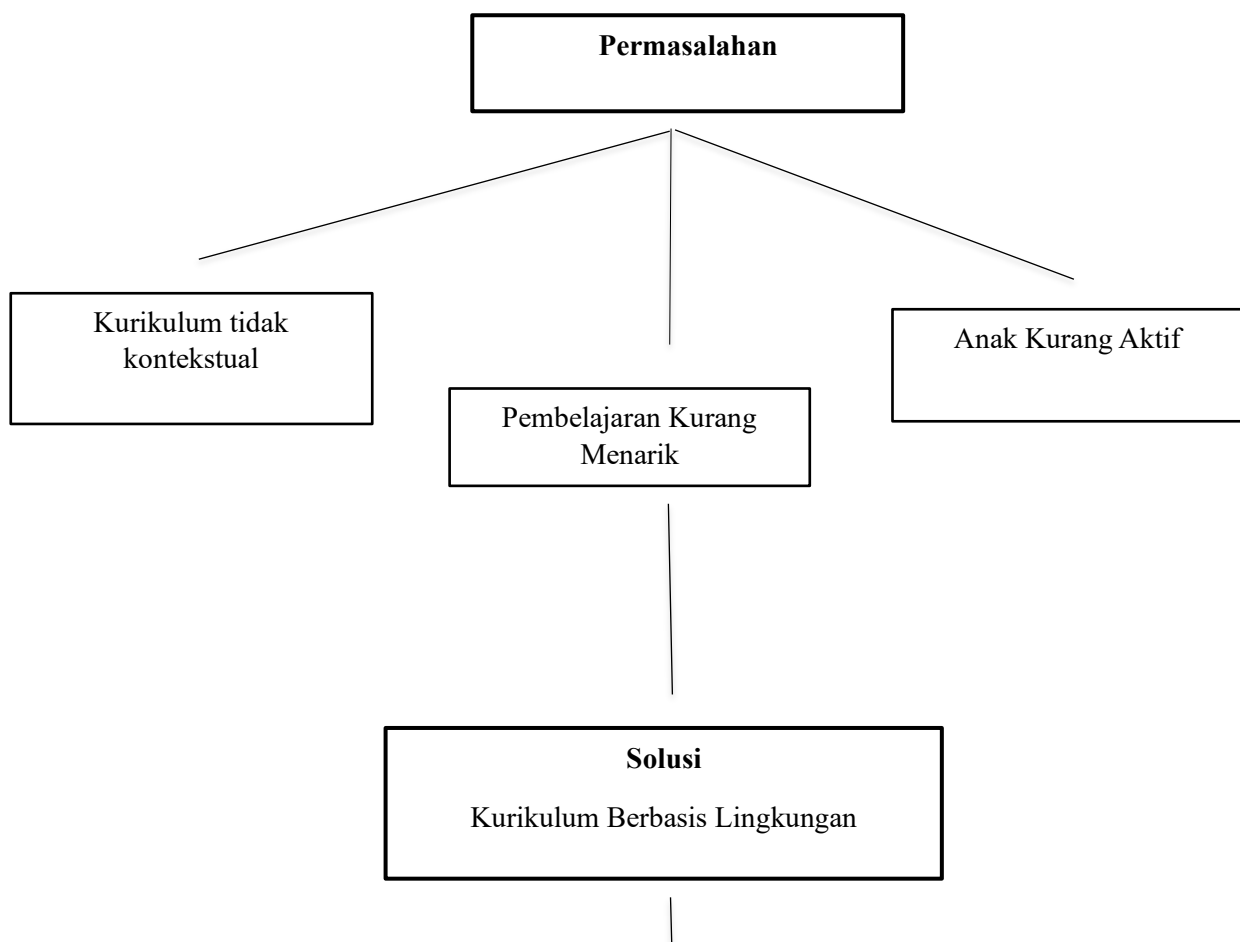 Permasalahan
Kurikulum tidak
kontekstual
Pembelajaran Kurang
Menarik
Anak Kurang Aktif
Solusi
Kurikulum Berbasis Lingkungan